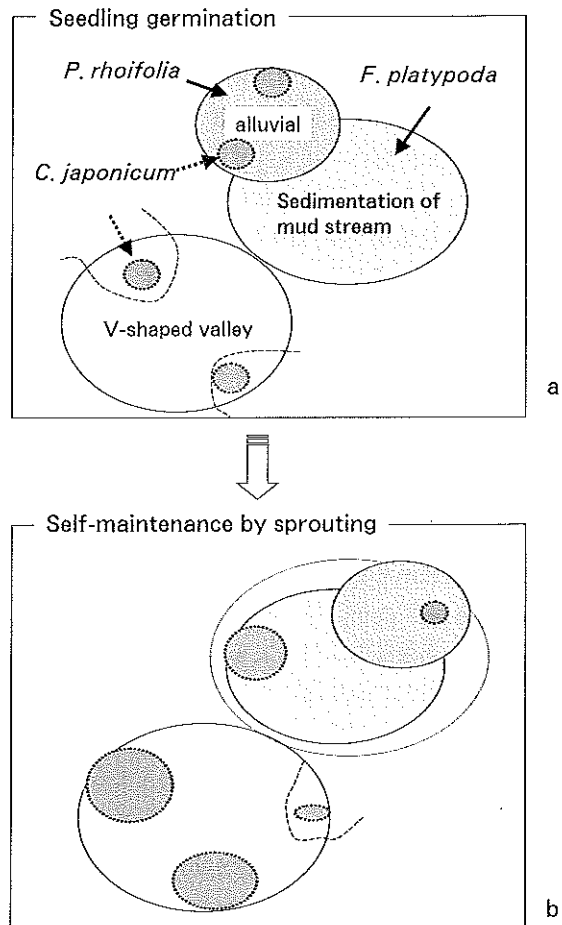 Seedling germination
P. rhoifolia
F. platypoda
alluvial
C. japonicum
Sedimentation of
mud stream
V-shaped valley
a
Self-maintenance by sprouting
b